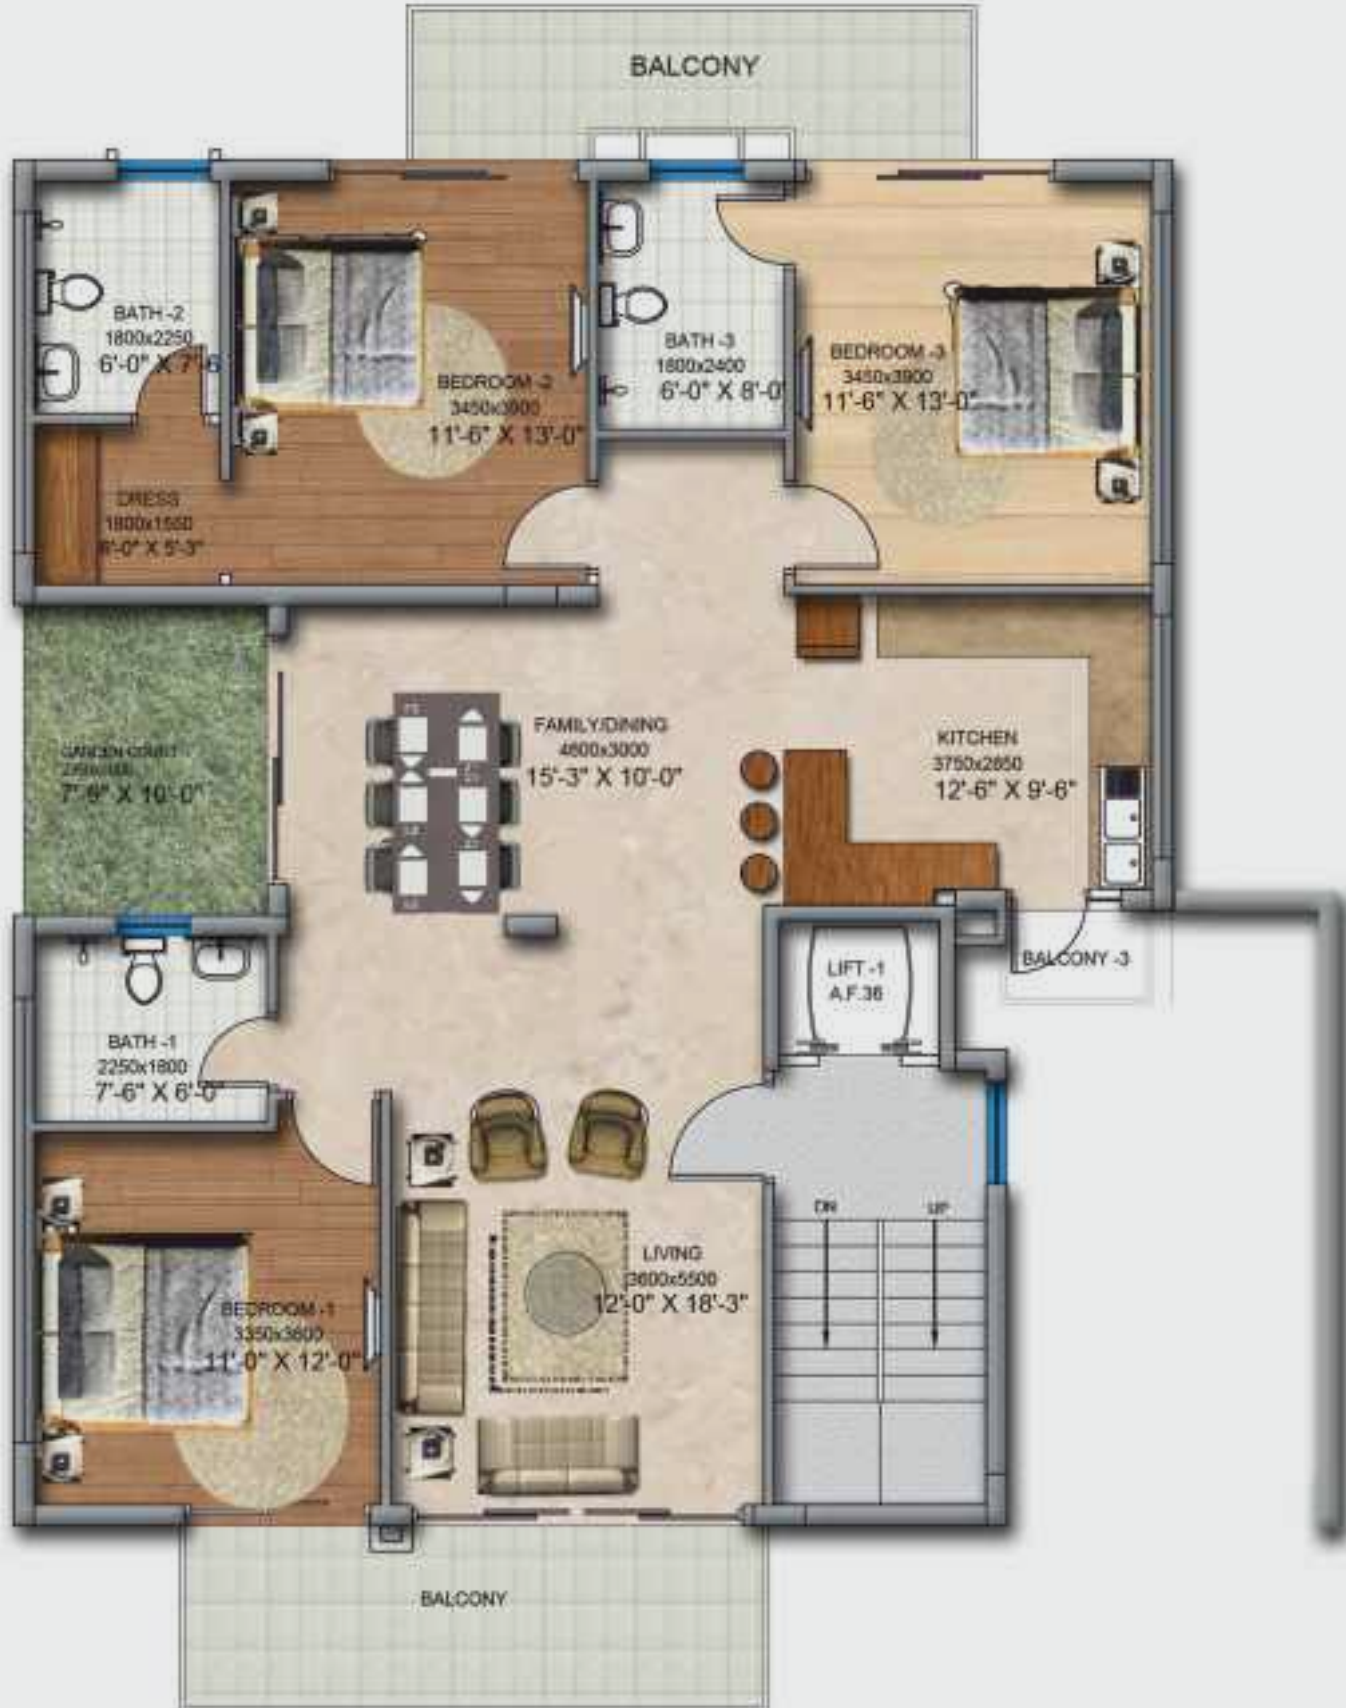 BALCONY
BATH -2
1800x2250
6'-0" X 7'-6
BEDROOM -2
3450x3900
11'-6" X 13'-0"
BATH -3
1800x2400
6'-0" X 8'-0"
BEDROOM -3
3450x3900
11'-6" X 13'-0"
DRESS
1800x1550
6'-0" X 5'-3"
GARDEN COURT
7'-9" X 10'-0"
FAMILY/DINING
4600x3000
15'-3" X 10'-0"
KITCHEN
3750x2850
12'-6" X 9'-6"
LIFT -1
A.F.36
BALCONY -3
BATH -1
2250x1800
7'-6" X 6'-0"
DN
UP
LIVING
3600x5500
12'-0" X 18'-3"
BEDROOM -1
3350x3600
11'-0" X 12'-0"
BALCONY